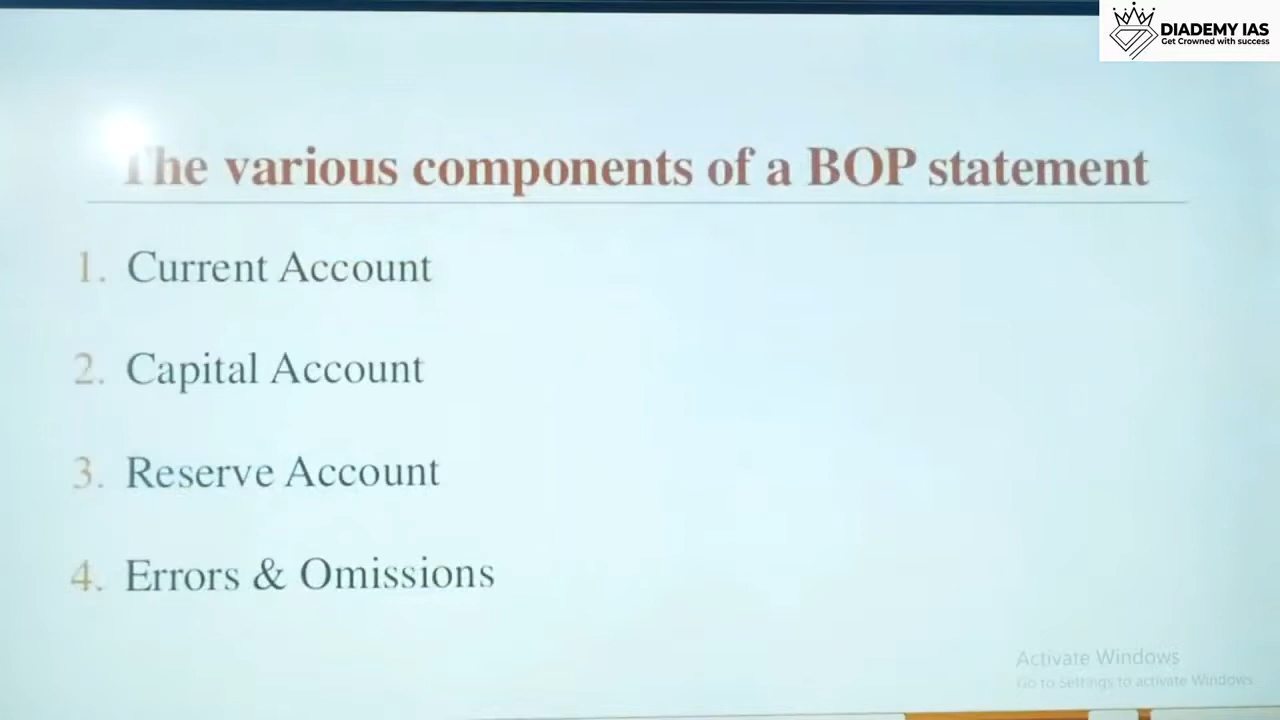 DIADEMY IAS
Get Crowned with success
The various components of a BOP statement
1. Current Account
2. Capital Account
3. Reserve Account
4. Errors & Omissions
Activate Windows
Go to Settings to activate Windows.